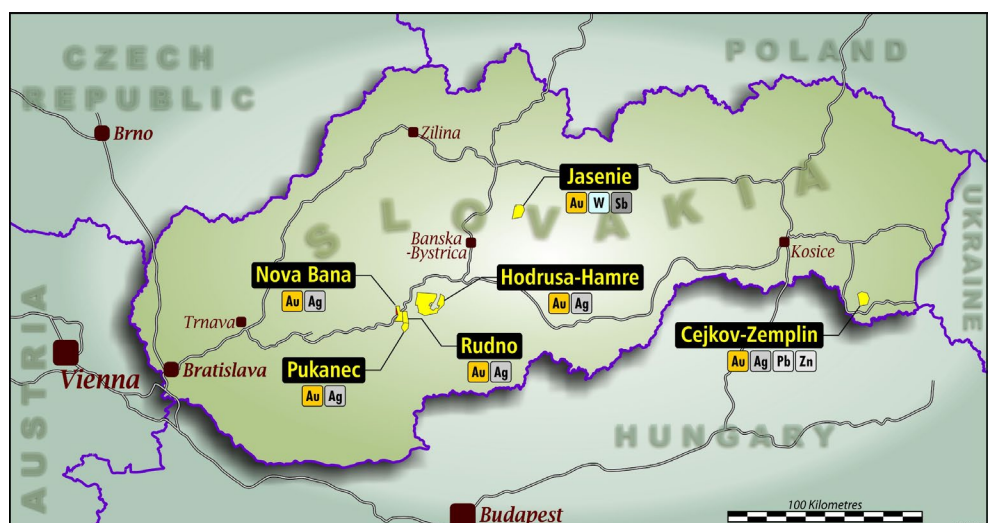 CZECH
REPUBLIC
POLAND
Brno
Zilina
Jasenie
Au W Sb
SLOVAKIA
UKRAINE
Banska
-Bystrica
Kosice
Nova Bana
Au Ag
Hodrusa-Hamre
Au Ag
AUSTRIA
Trnava
Cejkov-Zemplin
Au Ag Pb Zn
Rudno
Au Ag
Pukanec
Au Ag
Vienna
Bratislava
HUNGARY
100 Kilometres
Budapest